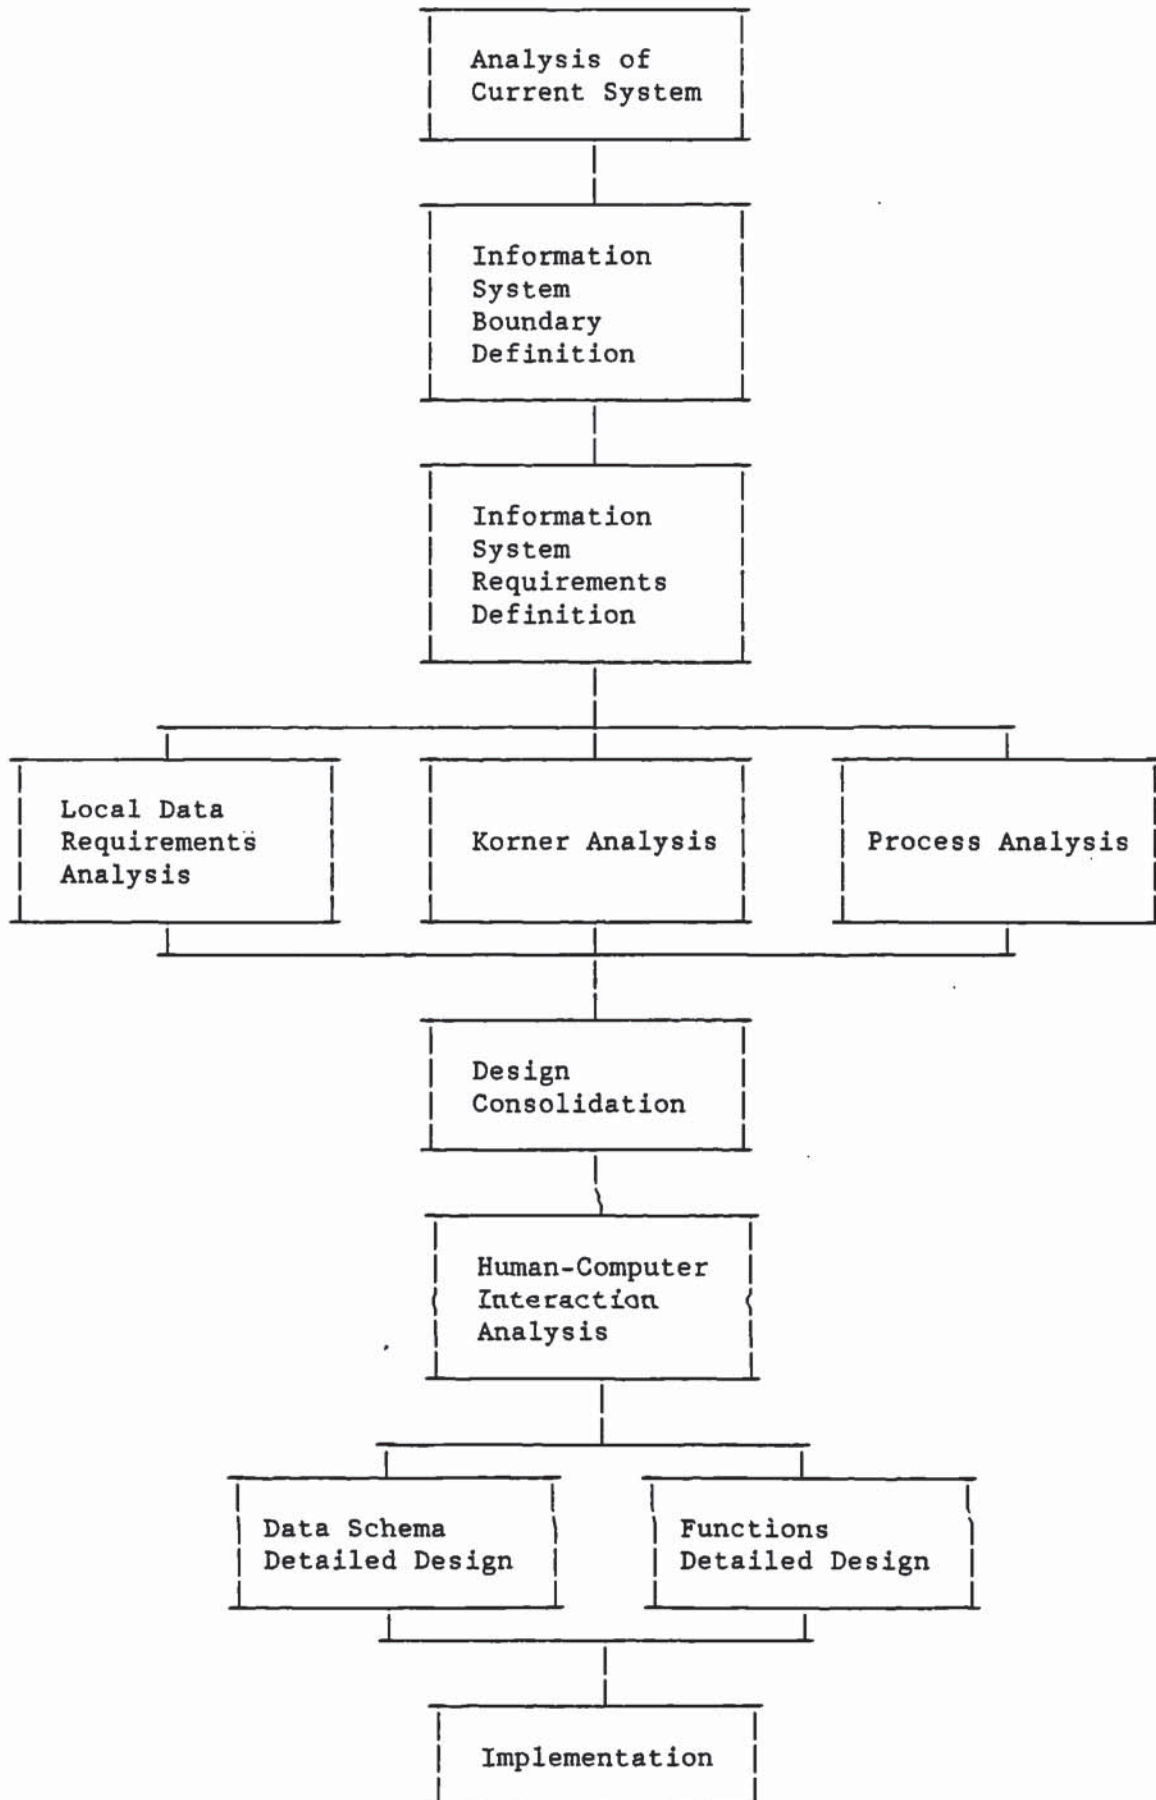 Analysis of
Current System
Information
System
Boundary
Definition
Information
System
Requirements
Definition
Local Data
Requirements
Analysis
Korner Analysis
Process Analysis
Design
Consolidation
Human-Computer
Interaction
Analysis
Data Schema
Detailed Design
Functions
Detailed Design
Implementation